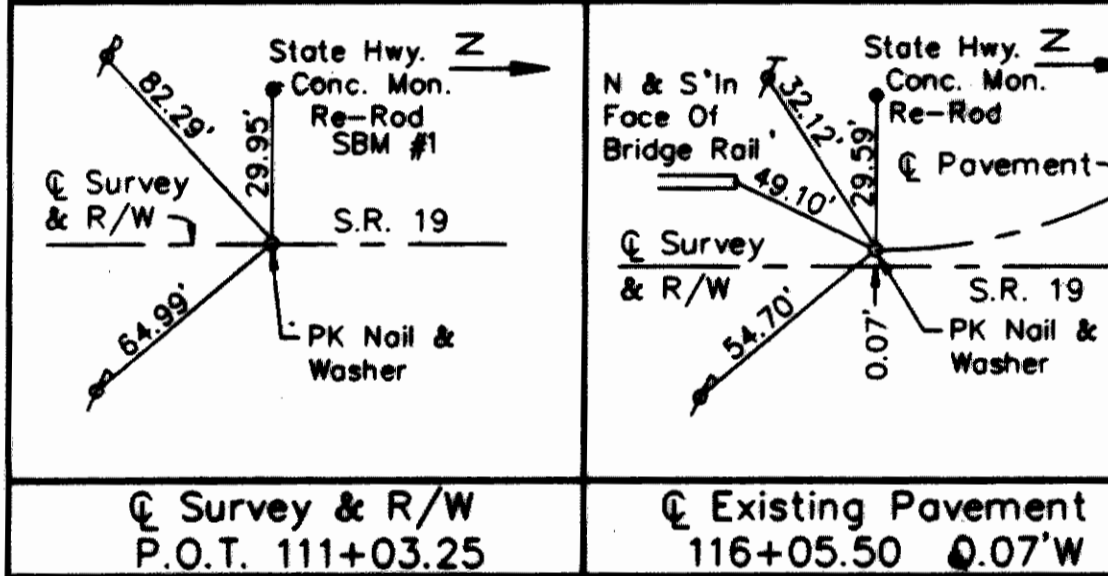 State Hwy.
Conc. Mon.
Re-Rod
SBM #1
N
82.29'
29.95'
℄ Survey
& R/W
S.R. 19
64.99'
PK Nail &
Washer
℄ Survey & R/W
P.O.T. 111+03.25
State Hwy.
Conc. Mon.
Re-Rod
N
N & S' In
Face Of
Bridge Rail
32.12'
29.59'
49.10'
℄ Pavement
℄ Survey
& R/W
S.R. 19
54.70'
0.07'
PK Nail &
Washer
℄ Existing Pavement
116+05.50 0.07'W